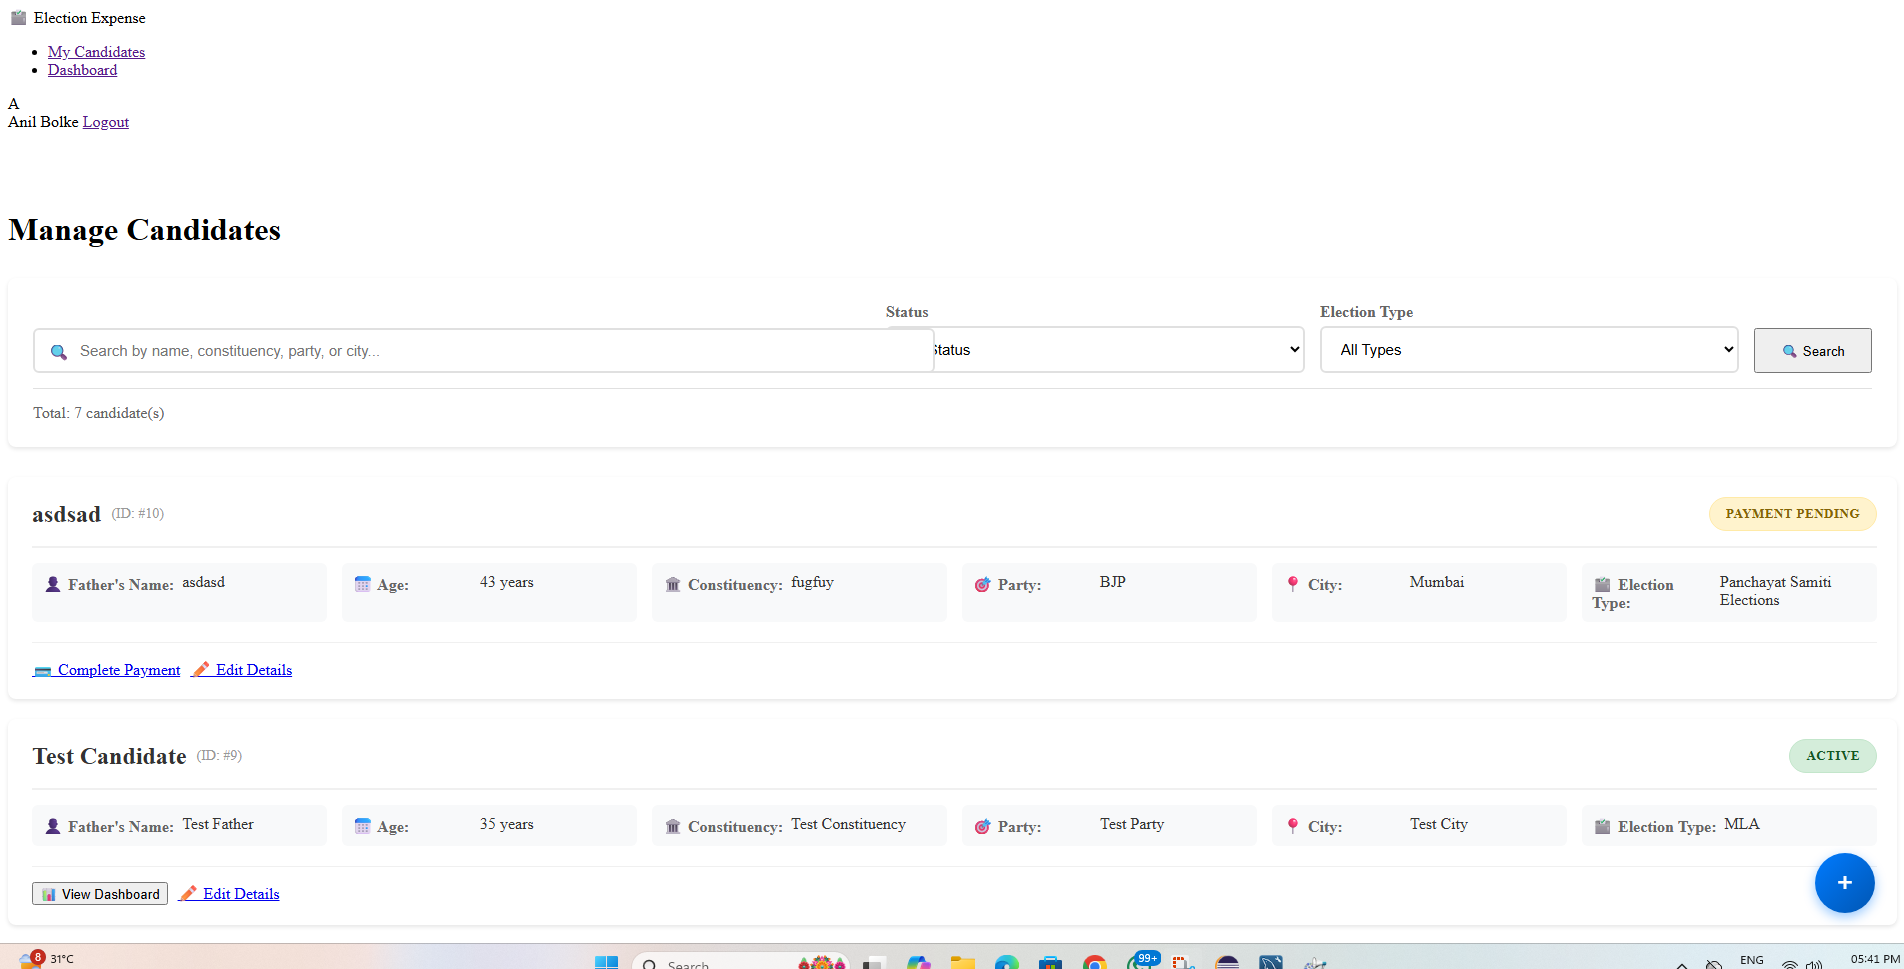 Election Expense
My Candidates
Dashboard
A
Anil Bolke Logout
Manage Candidates
Status
Election Type
Search by name, constituency, party, or city...
Status
All Types
Search
Total: 7 candidate(s)
asdsad (ID: #10)
PAYMENT PENDING
Father's Name: asdasd
Age: 43 years
Constituency: fugfuy
Party: BJP
City: Mumbai
Election Type: Panchayat Samiti Elections
Complete Payment Edit Details
Test Candidate (ID: #9)
ACTIVE
Father's Name: Test Father
Age: 35 years
Constituency: Test Constituency
Party: Test Party
City: Test City
Election Type: MLA
View Dashboard Edit Details
+
8
31°C
Search
99+
ENG
05:41 PM